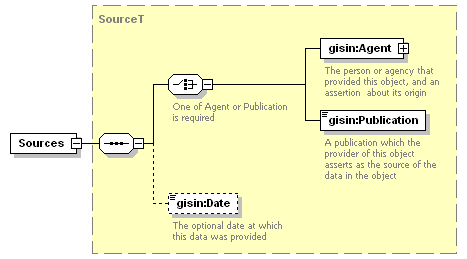 SourceT
gisin:Agent
The person or agency that
provided this object, and an
assertion about its origin
One of Agent or Publication
is required
gisin:Publication
A publication which the
provider of this object
asserts as the source of the
data in the object
Sources
gisin:Date
The optional date at which
this data was provided